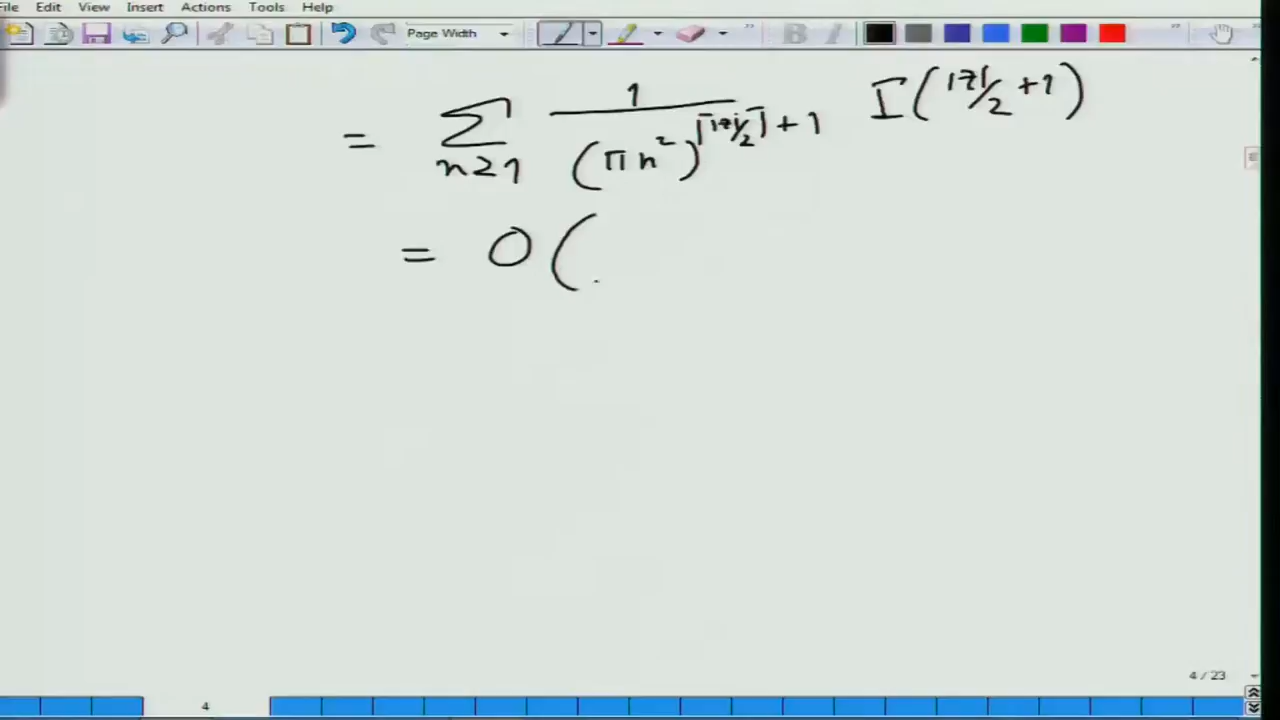 File Edit View Insert Actions Tools Help
Page Width
= Σ n≥1 1 / (πn²)^(⌈|z|/2⌉+1) Γ(|z|/2 + 1)
= O(
4 / 23
4